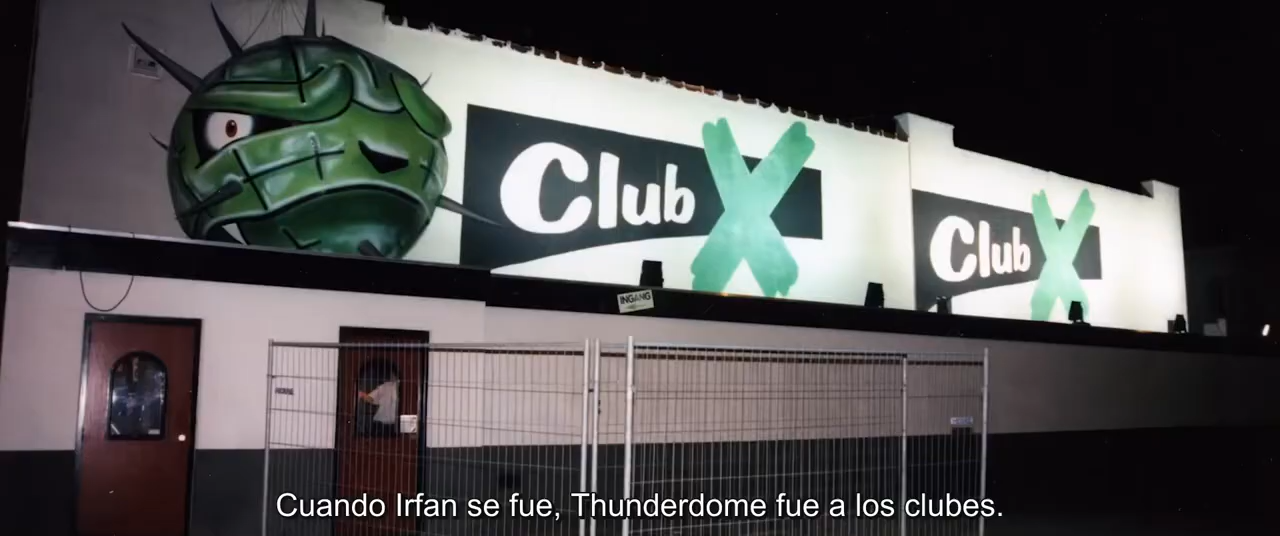 Club X
Club X
INGANG
Cuando Irfan se fue, Thunderdome fue a los clubes.